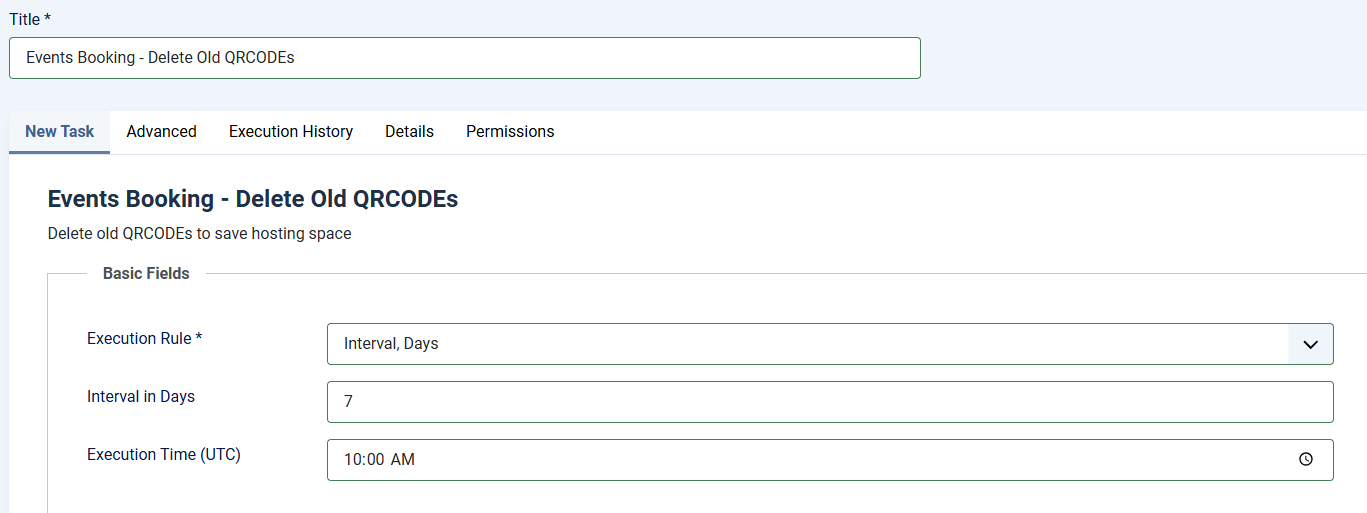 Title *
Events Booking - Delete Old QRCODEs
New Task Advanced Execution History Details Permissions
Events Booking - Delete Old QRCODEs
Delete old QRCODEs to save hosting space
Basic Fields
Execution Rule * Interval, Days
Interval in Days 7
Execution Time (UTC) 10:00 AM